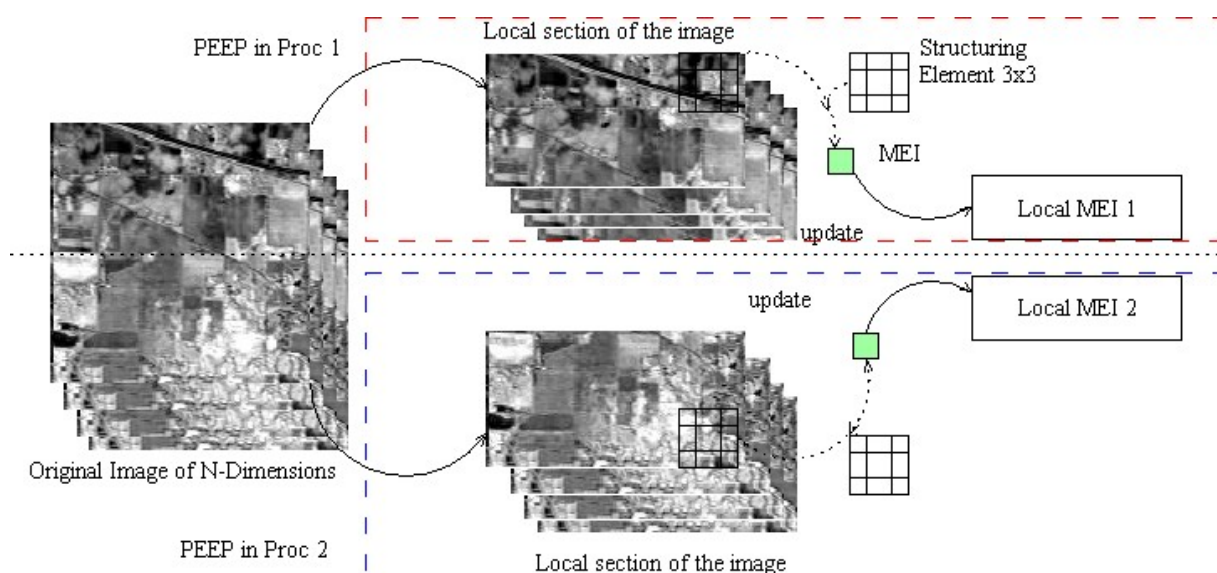 PEEP in Proc 1
Local section of the image
Structuring
Element 3x3
MEI
Local MEI 1
update
update
Local MEI 2
Original Image of N-Dimensions
PEEP in Proc 2
Local section of the image